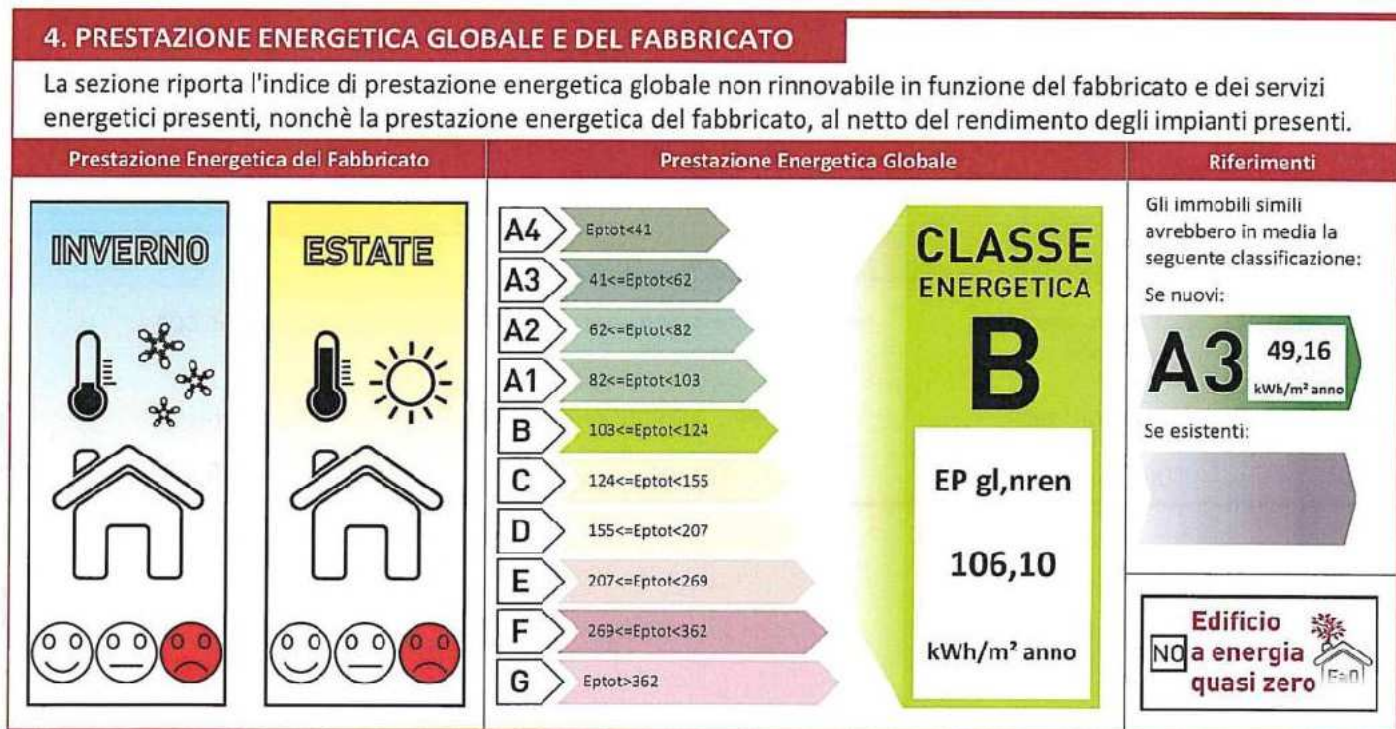 4. PRESTAZIONE ENERGETICA GLOBALE E DEL FABBRICATO
La sezione riporta l'indice di prestazione energetica globale non rinnovabile in funzione del fabbricato e dei servizi
energetici presenti, nonchè la prestazione energetica del fabbricato, al netto del rendimento degli impianti presenti.
Prestazione Energetica del Fabbricato
INVERNO
ESTATE
Prestazione Energetica Globale
A4 Eptot<41
A3 41<=Eptot<62
A2 62<=Eptot<82
A1 82<=Eptot<103
B 103<=Eptot<124
C 124<=Eptot<155
D 155<=Eptot<207
E 207<=Eptot<269
F 269<=Eptot<362
G Eptot>362
CLASSE
ENERGETICA
B
EP gl,nren
106,10
kWh/m² anno
Riferimenti
Gli immobili simili
avrebbero in media la
seguente classificazione:
Se nuovi:
A3 49,16
kWh/m² anno
Se esistenti:
Edificio
NO a energia
quasi zero